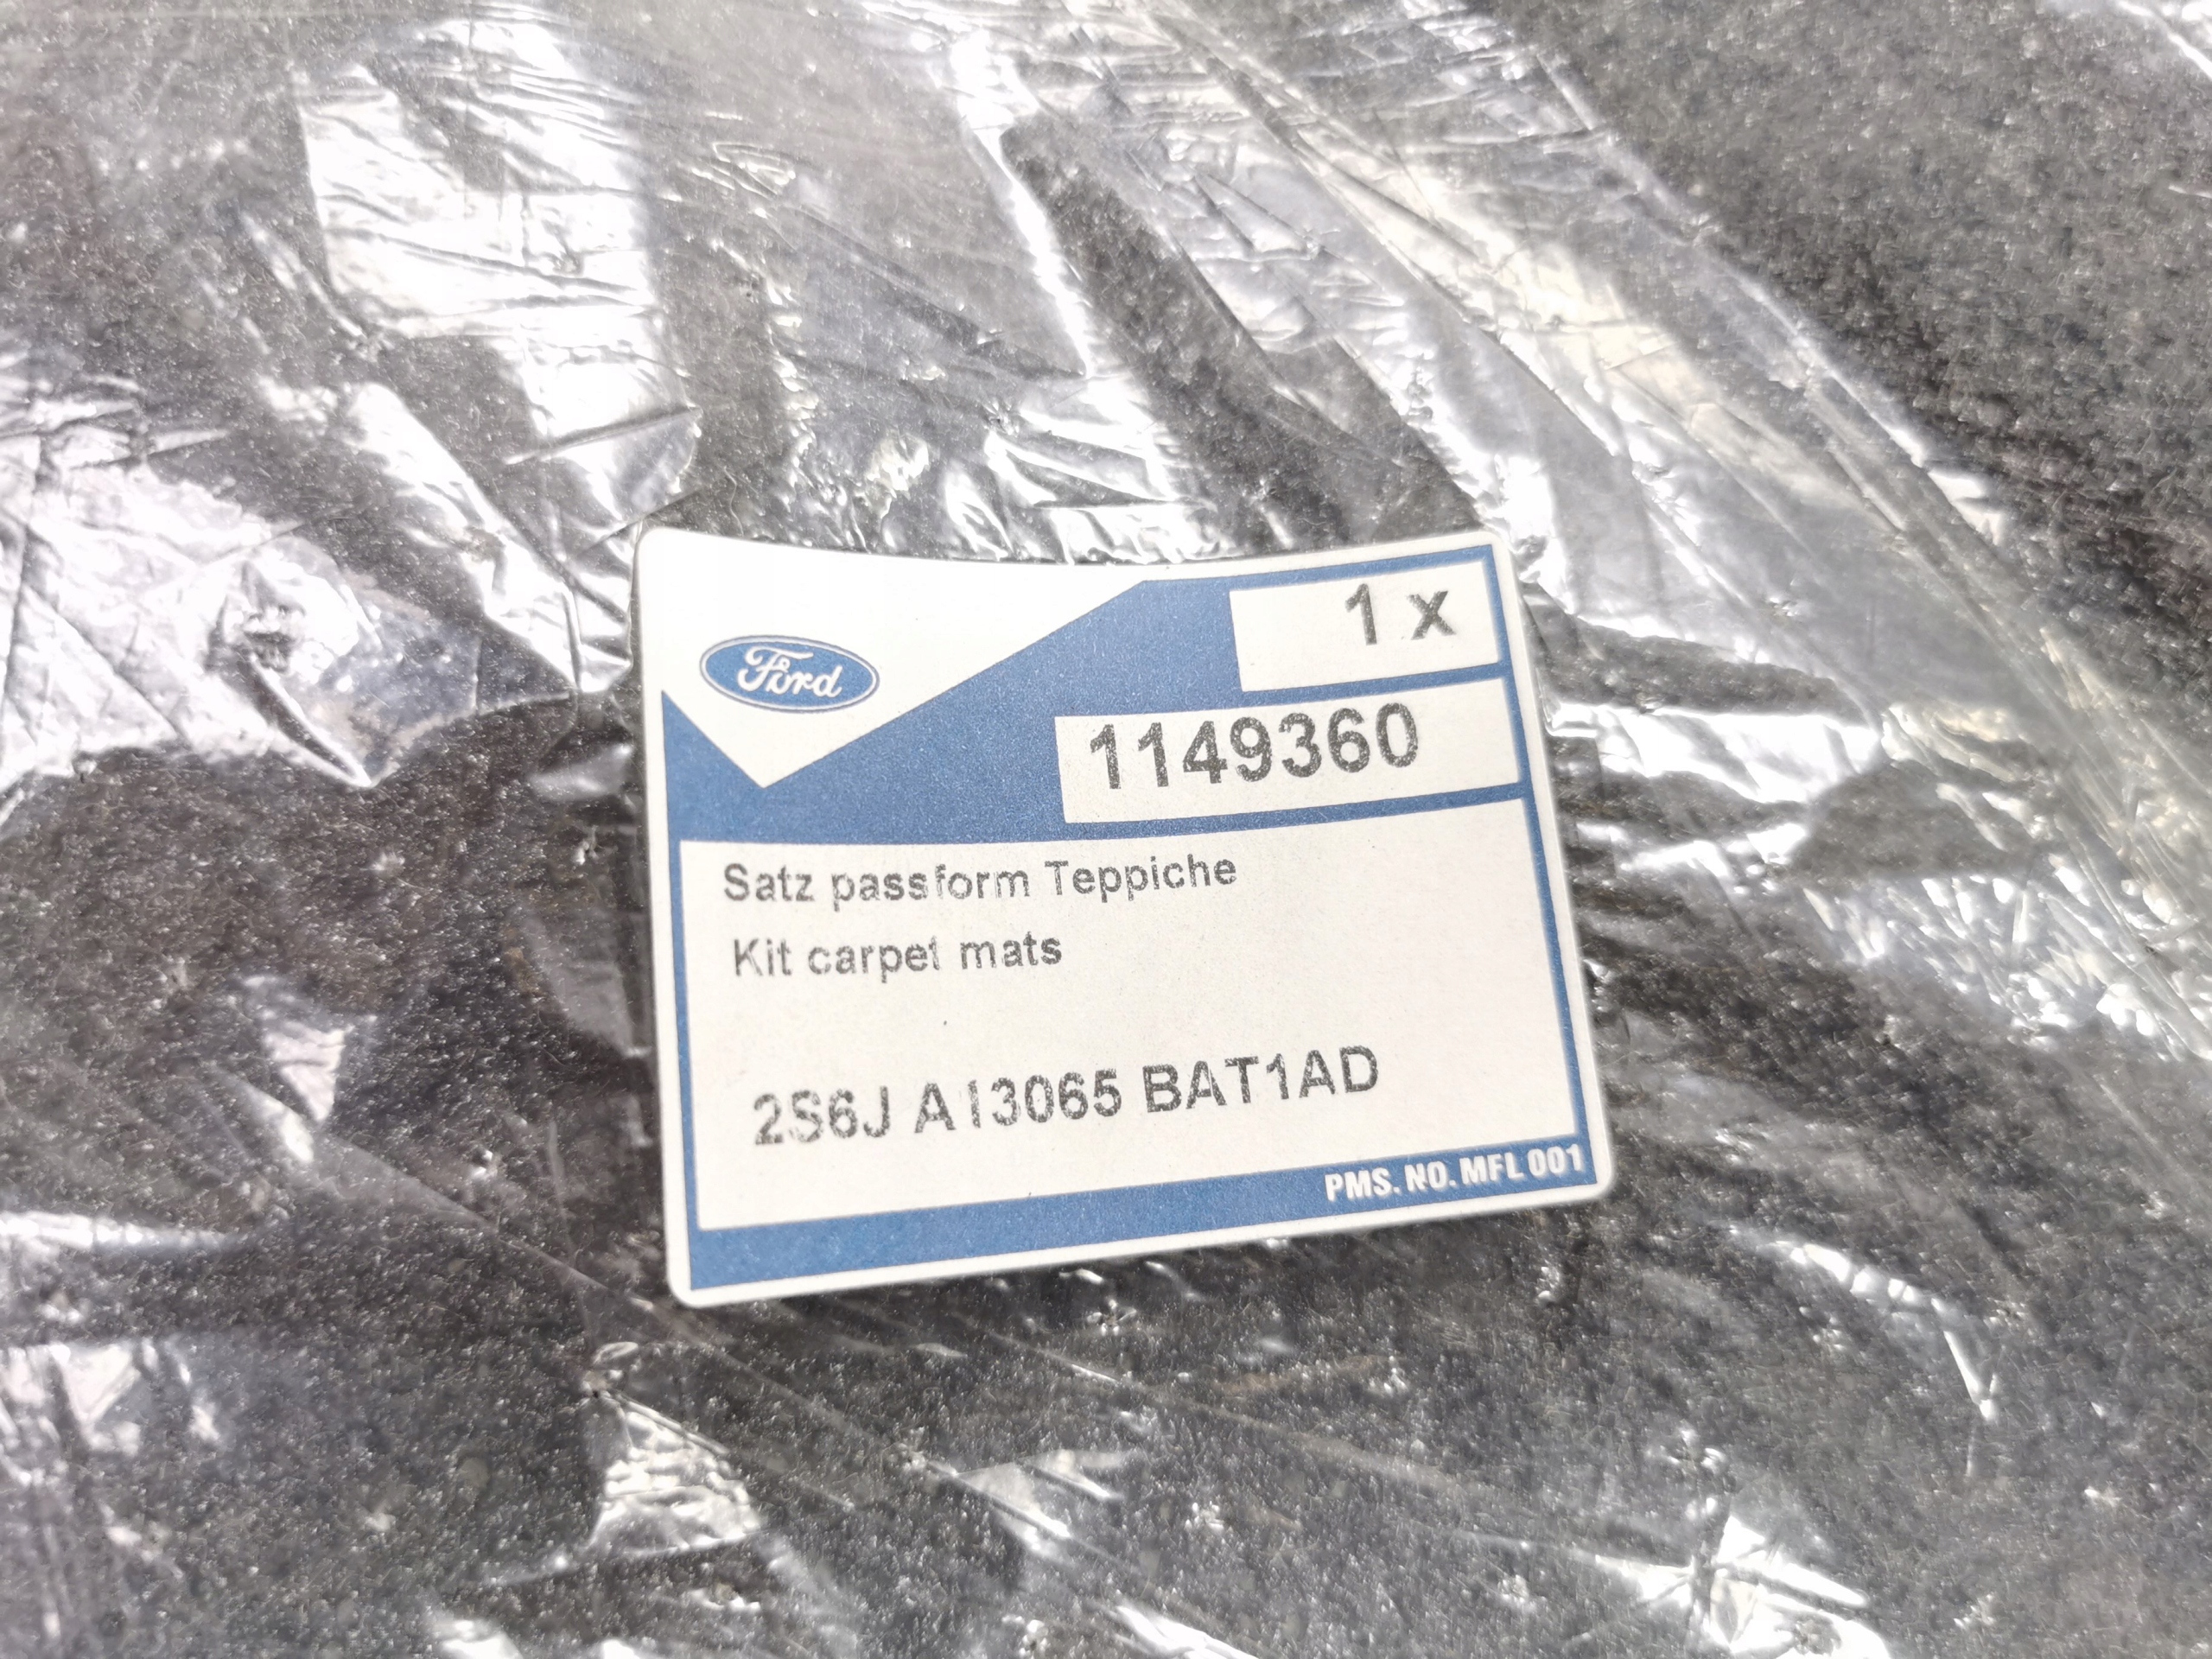 Ford
1 x
1149360
Satz passform Teppiche
Kit carpet mats
2S6J A13065 BAT1AD
PMS. NO. MFL 001